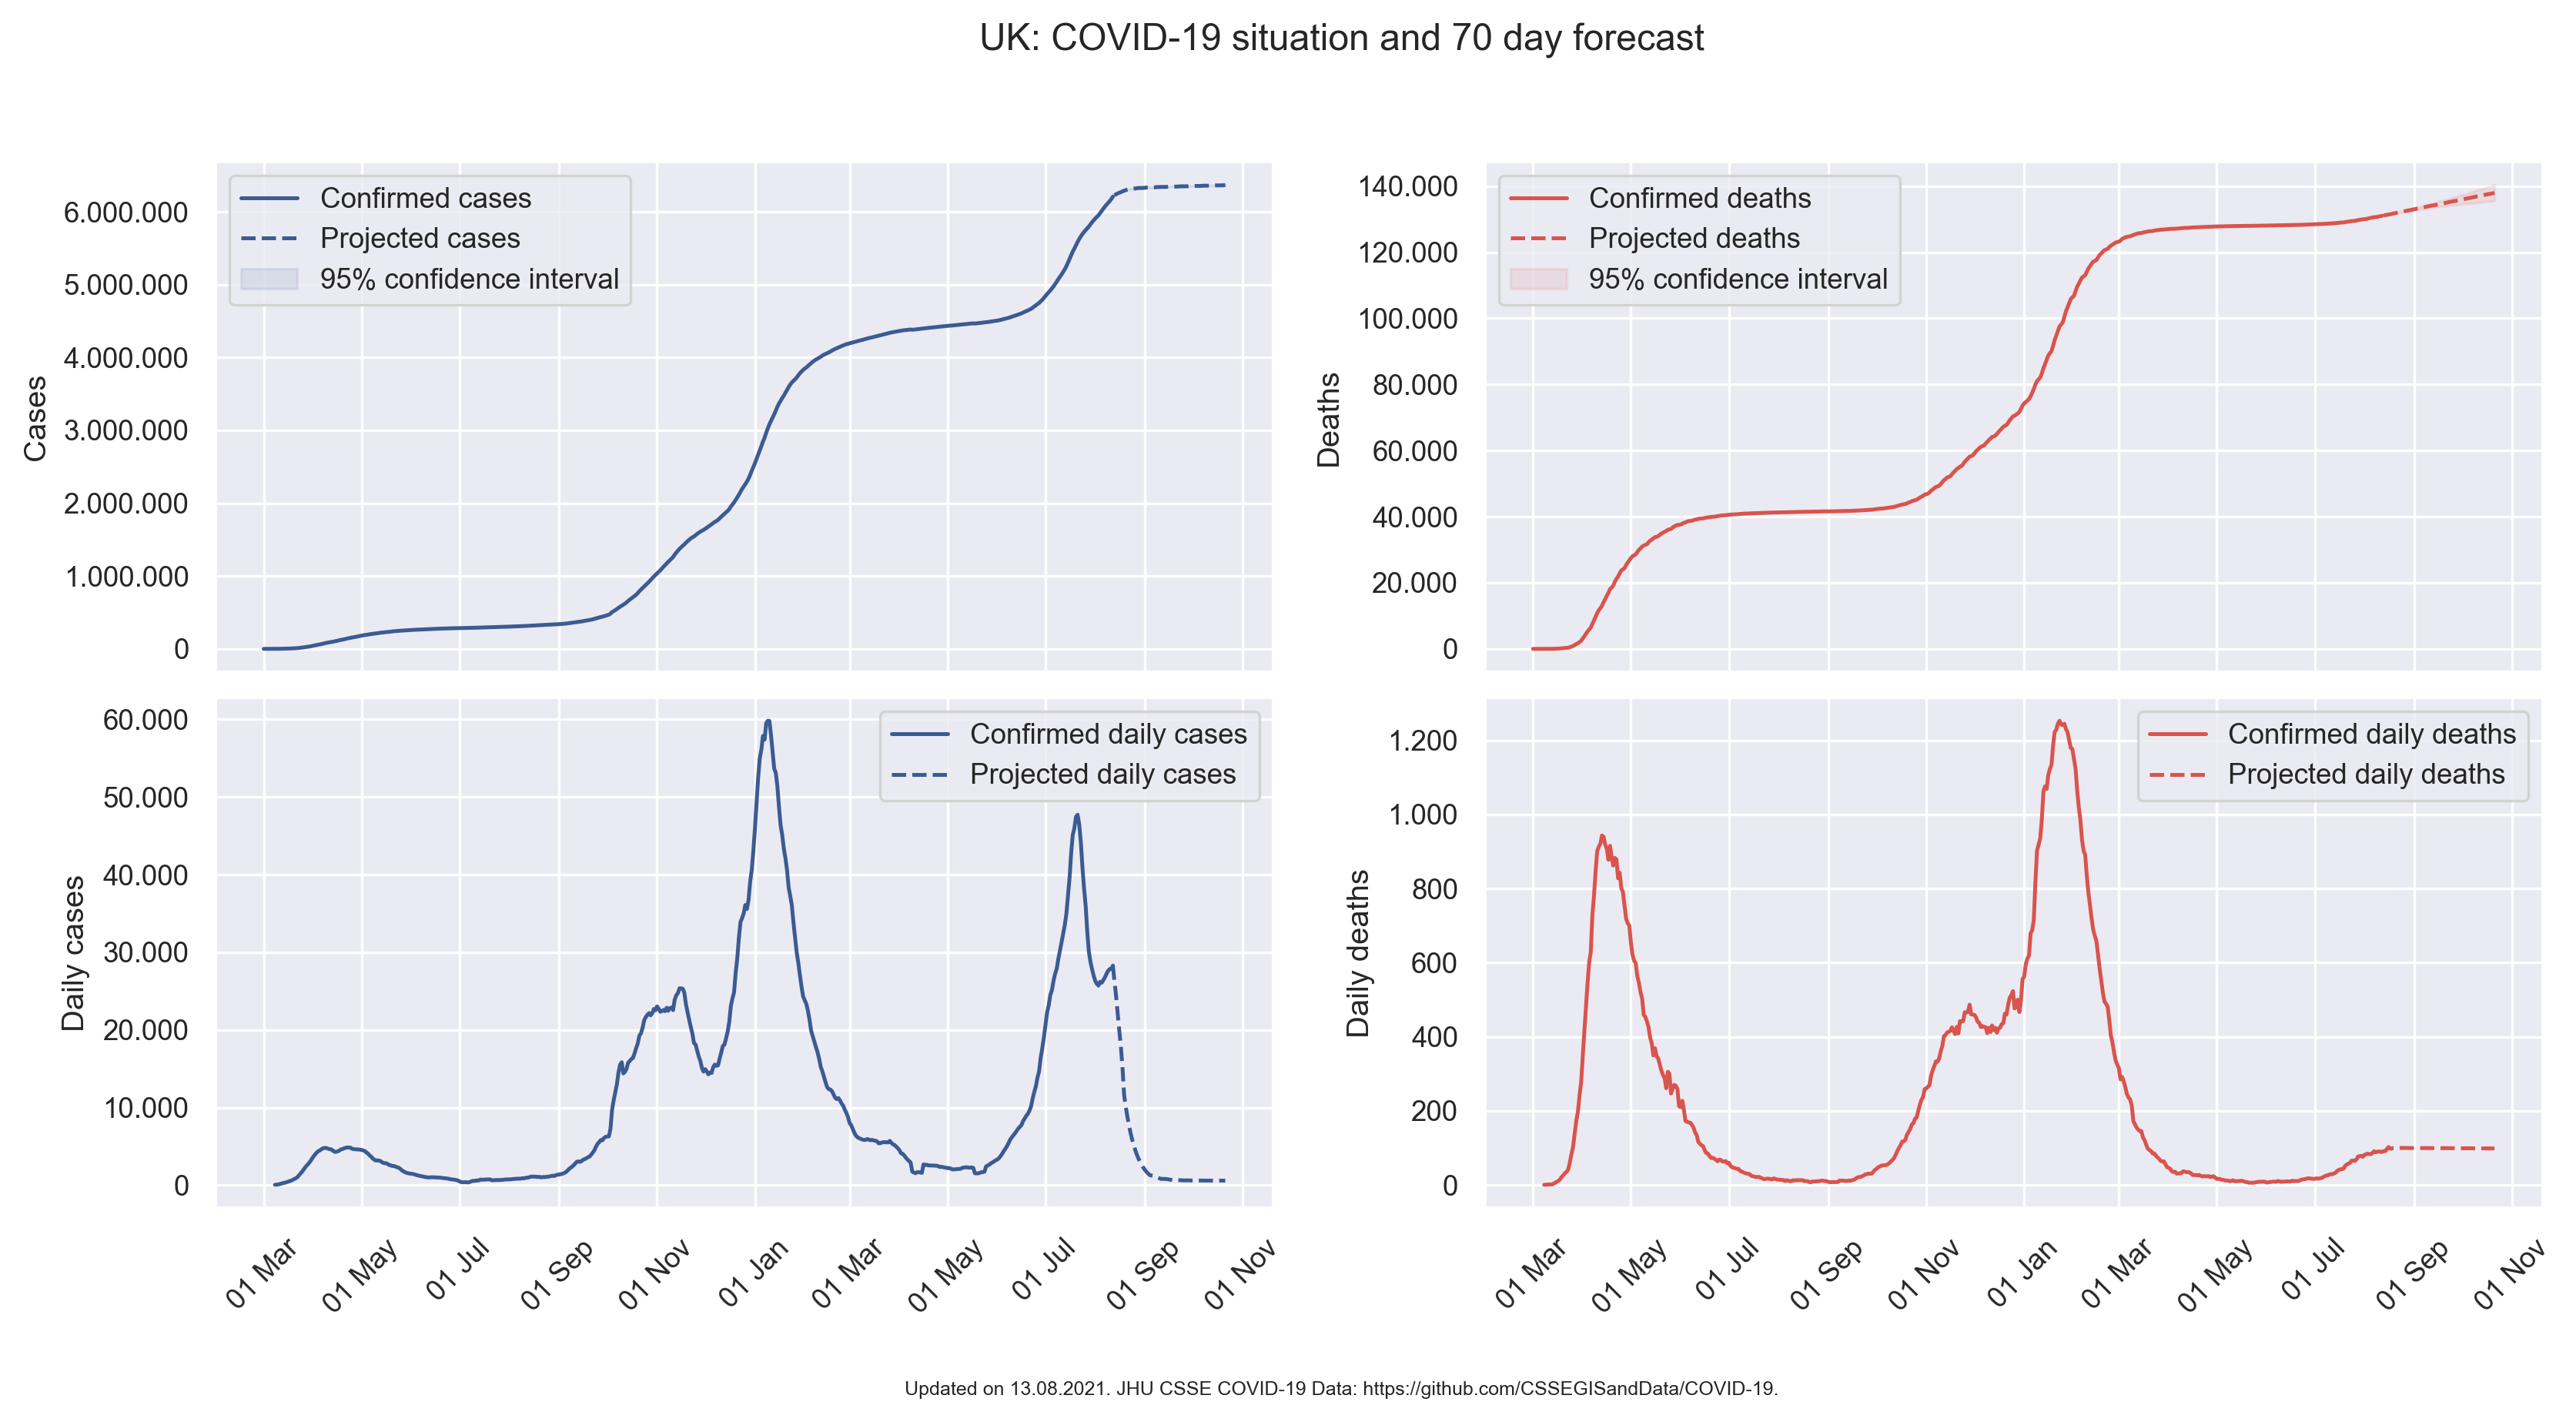 UK: COVID-19 situation and 70 day forecast
Confirmed cases
Projected cases
95% confidence interval
Cases
6.000.000
5.000.000
4.000.000
3.000.000
2.000.000
1.000.000
0
Confirmed deaths
Projected deaths
95% confidence interval
Deaths
140.000
120.000
100.000
80.000
60.000
40.000
20.000
0
Confirmed daily cases
Projected daily cases
Daily cases
60.000
50.000
40.000
30.000
20.000
10.000
0
01 Mar
01 May
01 Jul
01 Sep
01 Nov
01 Jan
01 Mar
01 May
01 Jul
01 Sep
01 Nov
Confirmed daily deaths
Projected daily deaths
Daily deaths
1.200
1.000
800
600
400
200
0
01 Mar
01 May
01 Jul
01 Sep
01 Nov
01 Jan
01 Mar
01 May
01 Jul
01 Sep
01 Nov
Updated on 13.08.2021. JHU CSSE COVID-19 Data: https://github.com/CSSEGISandData/COVID-19.